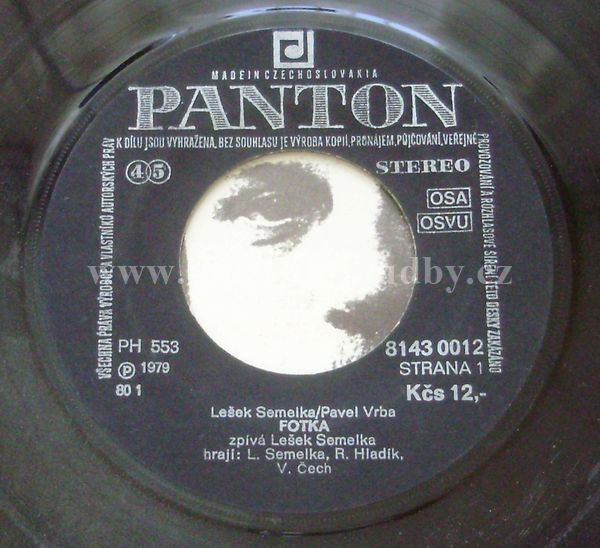 MADE IN CZECHOSLOVAKIA
PANTON
VŠECHNA PRÁVA VÝROBCE A VLASTNÍKŮ AUTORSKÝCH PRÁV
K DÍLU JSOU VYHRAŽENA, BEZ SOUHLASU JE VÝROBA KOPIÍ, PRONÁJEM, PŮJČOVÁNÍ, VEŘEJNÉ
PROVOZOVÁNÍ A ROZHLASOVÉ ŠÍŘENÍ TÉTO DESKY ZAKÁZÁNO
45
STEREO
OSA
OSVU
PH 553
8143 0012
Ⓟ 1979
STRANA 1
80 1
Kčs 12,-
Lešek Semelka/Pavel Vrba
FOTKA
zpívá Lešek Semelka
hrají: L. Semelka, R. Hladík,
V. Čech